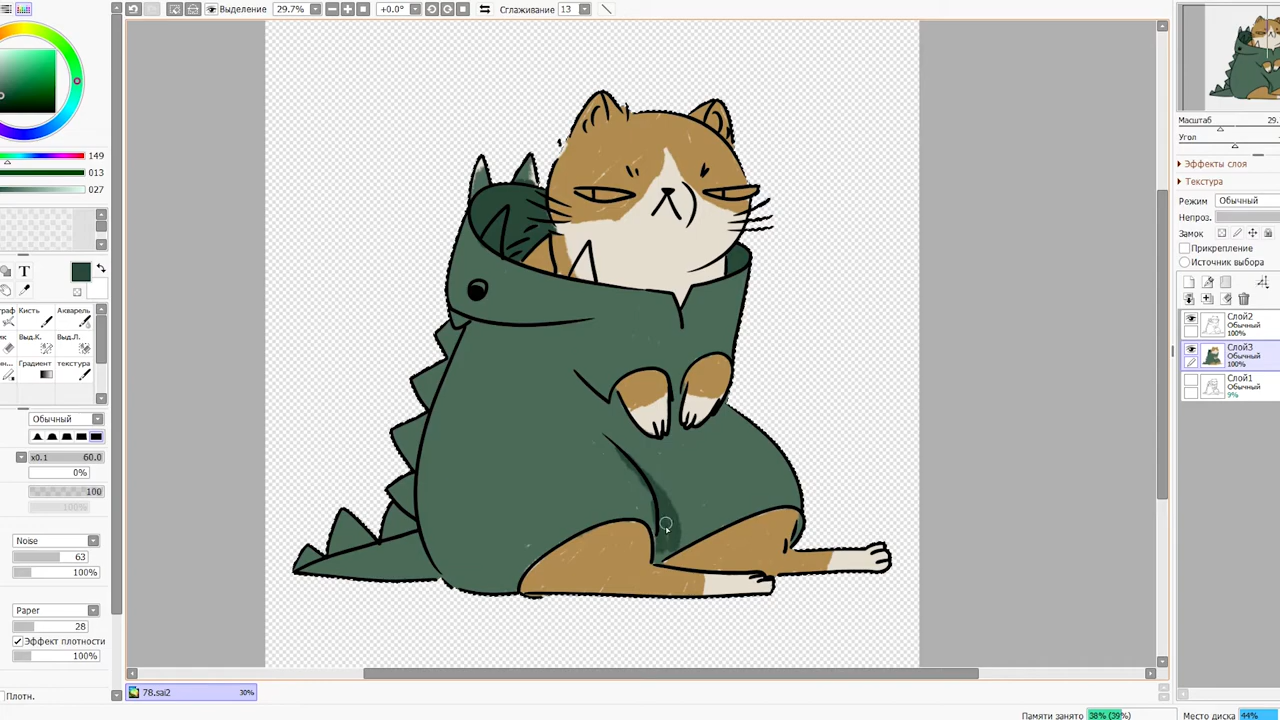 Выделение 29.7% +0.0° Сглаживание 13
149
013
027
T
Кисть Акварель
Выд.К. Выд.Л.
Градиент текстура
Обычный
x0.1 60.0
0%
100
100%
Noise
63
100%
Paper
28
Эффект плотности
100%
Плотн.
78.sai2 30%
Масштаб 29.
Угол
Эффекты слоя
Текстура
Режим Обычный
Непроз.
Замок
Прикрепление
Источник выбора
Слой2
Обычный
100%
Слой3
Обычный
100%
Слой1
Обычный
9%
Памяти занято 38% (39%) Место диска 44%